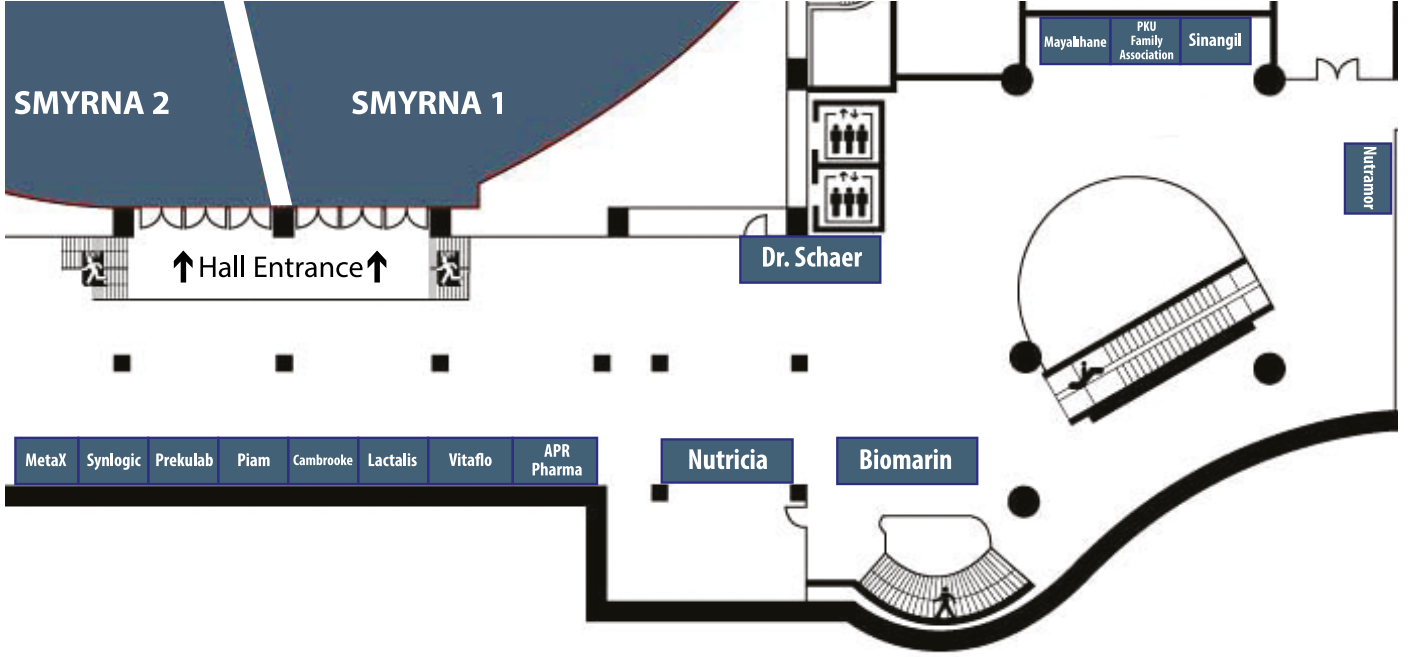 SMYRNA 2
SMYRNA 1
Mayahhane
PKU
Family
Association
Sinangil
Nutramor
Dr. Schaer
Hall Entrance
MetaX
Synlogic
Prekulab
Piam
Cambrooke
Lactalis
Vitaflo
APR
Pharma
Nutricia
Biomarin